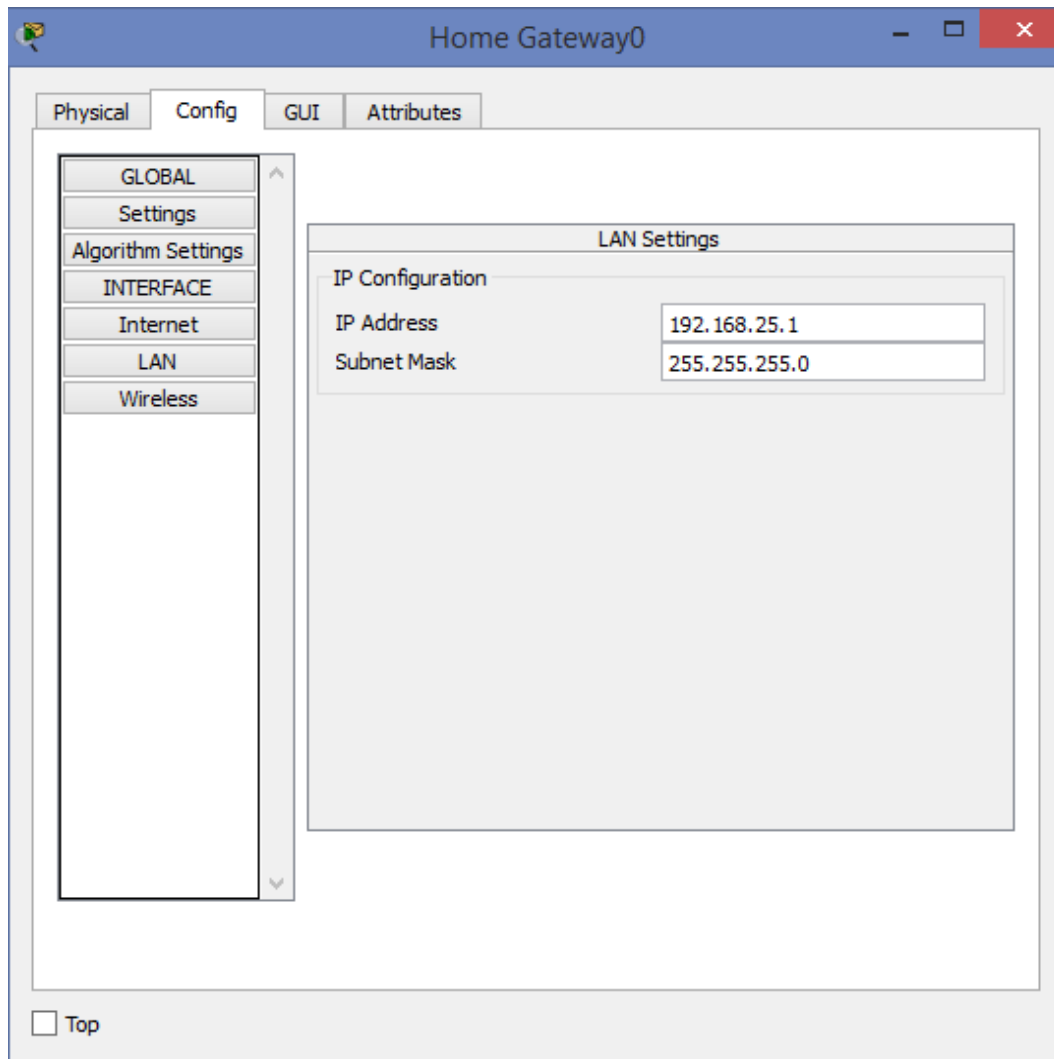 Home Gateway0
Physical Config GUI Attributes
GLOBAL
Settings
Algorithm Settings
INTERFACE
Internet
LAN
Wireless
LAN Settings
IP Configuration
IP Address 192.168.25.1
Subnet Mask 255.255.255.0
Top